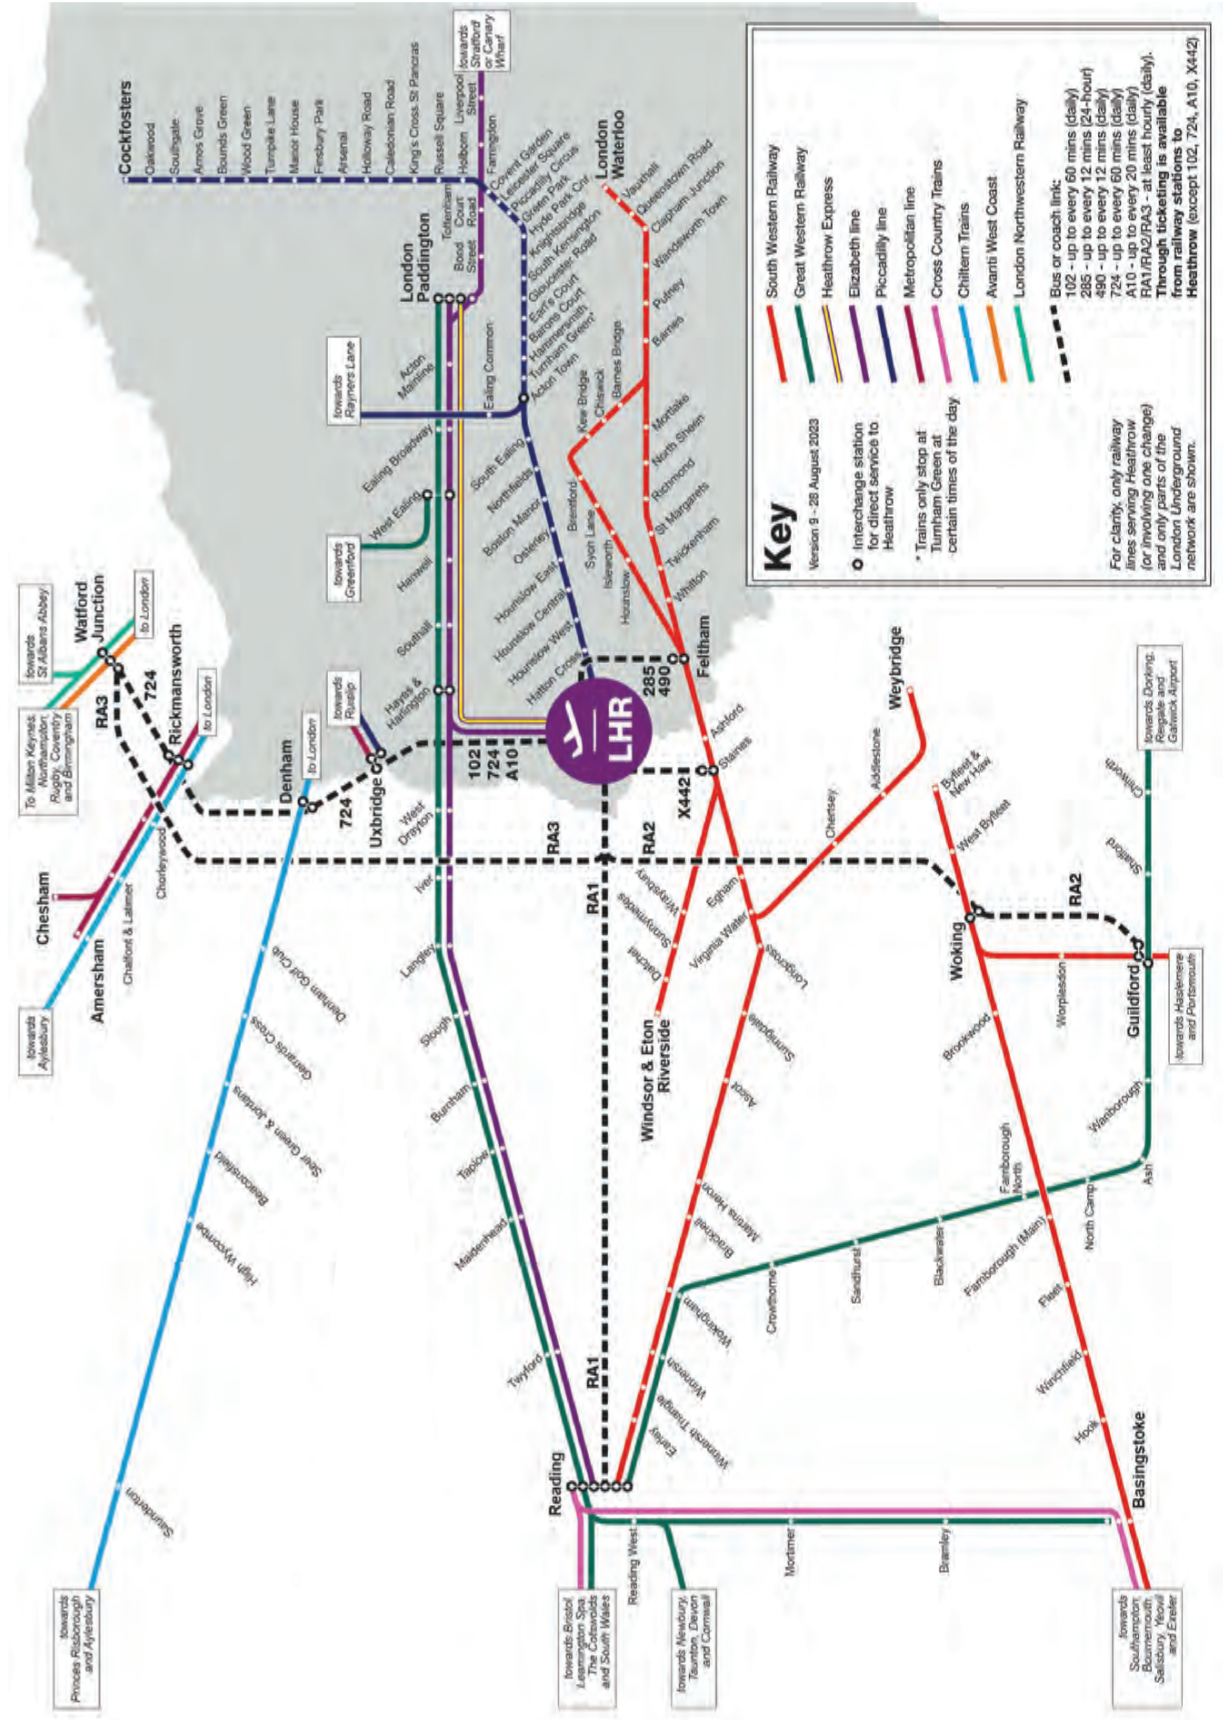 Cockfosters
Oakwood
Southgate
Arnos Grove
Bounds Green
Wood Green
Turnpike Lane
Manor House
Finsbury Park
Arsenal
Holloway Road
Caledonian Road
King's Cross St Pancras
Russell Square
Holborn
Liverpool
Street
Farringdon
towards
Stratford
or Canary
Wharf
Covent Garden
Leicester Square
Piccadilly Circus
Green Park
Hyde Park Cnr
Knightsbridge
South Kensington
Gloucester Road
Earl's Court
Barons Court
Hammersmith
Turnham Green*
Acton Town
Tottenham
Court
Road
Bond
Street
London
Paddington
London
Waterloo
Vauxhall
Queenstown Road
Clapham Junction
Wandsworth Town
Putney
Barnes
Barnes Bridge
Chiswick
Kew Bridge
Brentford
Syon Lane
Isleworth
Hounslow
Mortlake
North Sheen
Richmond
St Margarets
Twickenham
Whitton
Feltham
towards
Rayners Lane
Ealing Common
Acton
Mainline
Ealing Broadway
West Ealing
Hanwell
Southall
Hayes &
Harlington
towards
Greenford
South Ealing
Northfields
Boston Manor
Osterley
Hounslow East
Hounslow Central
Hounslow West
Hatton Cross
LHR
285
490
102
724
A10
X442
towards
St Albans Abbey
Watford
Junction
to London
To Milton Keynes,
Northampton,
Rugby, Coventry
and Birmingham
RA3
724
Rickmansworth
to London
Chesham
Chorleywood
Chalfont & Latimer
Amersham
towards
Aylesbury
towards
Ruislip
Uxbridge
Denham
to London
724
Denham Golf Club
Gerrards Cross
Seer Green & Jordans
Beaconsfield
High Wycombe
Saunderton
towards
Princes Risborough
and Aylesbury
West
Drayton
Iver
Langley
Slough
Burnham
Taplow
Maidenhead
Twyford
Reading
RA3
RA2
RA1
RA1
Ashford
Staines
Wraysbury
Sunnymeads
Datchet
Windsor & Eton
Riverside
Egham
Virginia Water
Longcross
Sunnigdale
Ascot
Martins Heron
Bracknell
Wokingham
Winnersh
Winnersh Triangle
Earley
Weybridge
Addlestone
Chertsey
Byfleet &
New Haw
West Byfleet
Woking
RA2
Worplesdon
Guildford
Brookwood
Farnborough (Main)
Fleet
Winchfield
Hook
Basingstoke
Crowthorne
Sandhurst
Blackwater
Farnborough
North
North Camp
Ash
Wanborough
Shalford
Chilworth
towards Dorking,
Reigate and
Gatwick Airport
towards Haslemere
and Portsmouth
Reading West
Mortimer
Bramley
towards Bristol,
Leamington Spa,
The Cotswolds
and South Wales
towards Newbury,
Taunton, Devon
and Cornwall
towards
Southampton,
Bournemouth,
Salisbury, Yeovil
and Exeter
Key
Version 9 - 28 August 2023
Interchange station
for direct service to
Heathrow
* Trains only stop at
Turnham Green at
certain times of the day
For clarity, only railway
lines serving Heathrow
(or involving one change)
and only parts of the
London Underground
network are shown.
South Western Railway
Great Western Railway
Heathrow Express
Elizabeth line
Piccadilly line
Metropolitan line
Cross Country Trains
Chiltern Trains
Avanti West Coast
London Northwestern Railway
Bus or coach link:
102 - up to every 60 mins (daily)
285 - up to every 12 mins (24-hour)
490 - up to every 12 mins (daily)
724 - up to every 60 mins (daily)
A10 - up to every 20 mins (daily)
RA1/RA2/RA3 - at least hourly (daily).
Through ticketing is available
from railway stations to
Heathrow (except 102, 724, A10, X442)